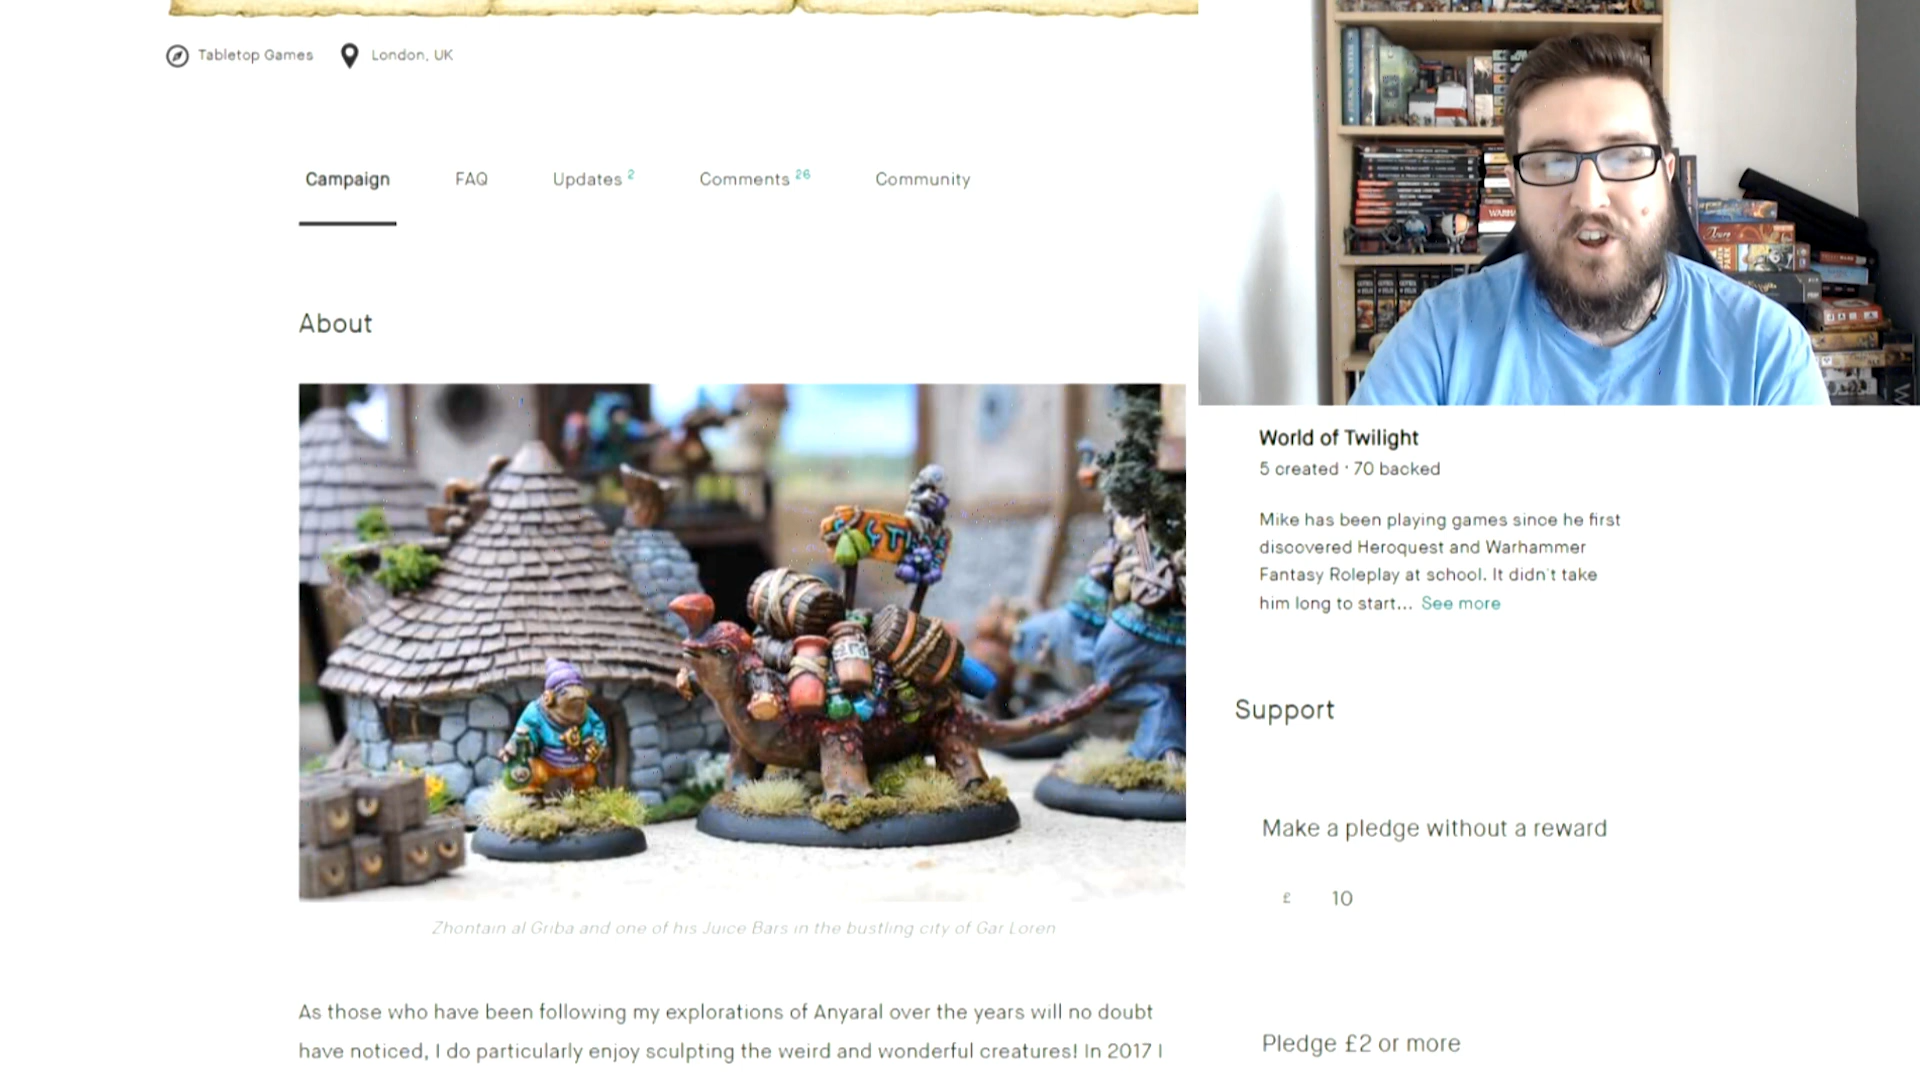 Tabletop Games London, UK
Campaign FAQ Updates 2 Comments 26 Community
About
Zhontain al Griba and one of his Juice Bars in the bustling city of Gar Loren
As those who have been following my explorations of Anyaral over the years will no doubt
have noticed, I do particularly enjoy sculpting the weird and wonderful creatures! In 2017 I
World of Twilight
5 created · 70 backed
Mike has been playing games since he first
discovered Heroquest and Warhammer
Fantasy Roleplay at school. It didn't take
him long to start... See more
Support
Make a pledge without a reward
£ 10
Pledge £2 or more